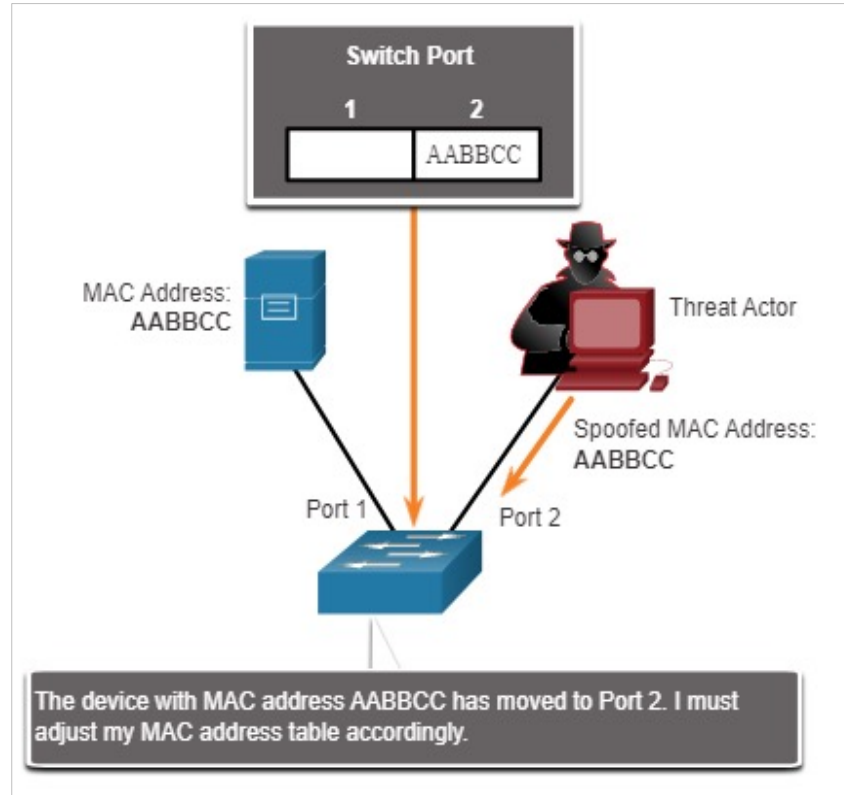 Switch Port
1 2
AABBCC
MAC Address:
AABBCC
Threat Actor
Spoofed MAC Address:
AABBCC
Port 1
Port 2
The device with MAC address AABBCC has moved to Port 2. I must
adjust my MAC address table accordingly.